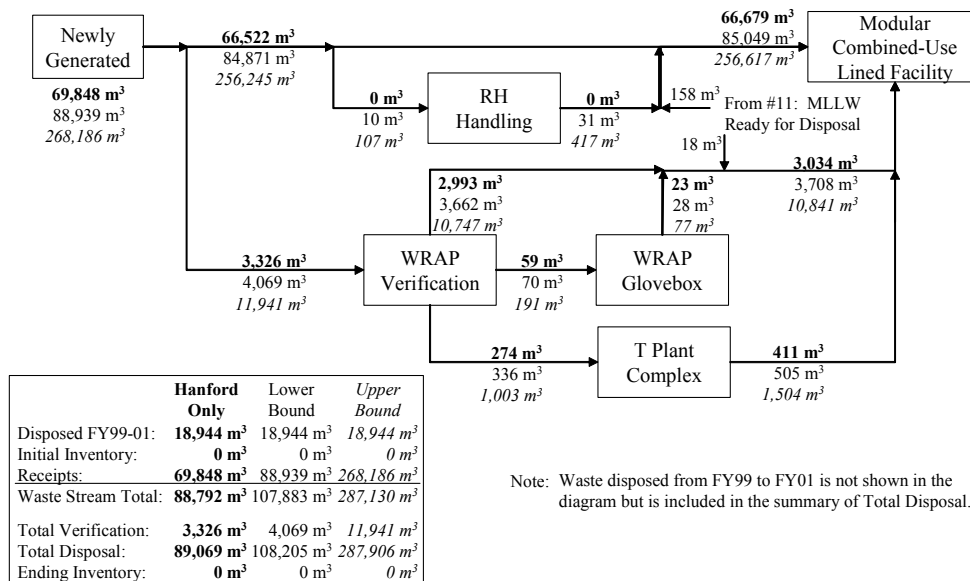 Newly
Generated
69,848 m³
88,939 m³
268,186 m³
66,522 m³
84,871 m³
256,245 m³
66,679 m³
85,049 m³
256,617 m³
Modular
Combined-Use
Lined Facility
0 m³
10 m³
107 m³
RH
Handling
0 m³
31 m³
417 m³
158 m³
From #11: MLLW
Ready for Disposal
18 m³
2,993 m³
3,662 m³
10,747 m³
23 m³
28 m³
77 m³
3,034 m³
3,708 m³
10,841 m³
3,326 m³
4,069 m³
11,941 m³
WRAP
Verification
59 m³
70 m³
191 m³
WRAP
Glovebox
274 m³
336 m³
1,003 m³
T Plant
Complex
411 m³
505 m³
1,504 m³
Hanford Lower Upper
Only Bound Bound
Disposed FY99-01: 18,944 m³ 18,944 m³ 18,944 m³
Initial Inventory: 0 m³ 0 m³ 0 m³
Receipts: 69,848 m³ 88,939 m³ 268,186 m³
Waste Stream Total: 88,792 m³ 107,883 m³ 287,130 m³
Total Verification: 3,326 m³ 4,069 m³ 11,941 m³
Total Disposal: 89,069 m³ 108,205 m³ 287,906 m³
Ending Inventory: 0 m³ 0 m³ 0 m³
Note: Waste disposed from FY99 to FY01 is not shown in the
diagram but is included in the summary of Total Disposal.